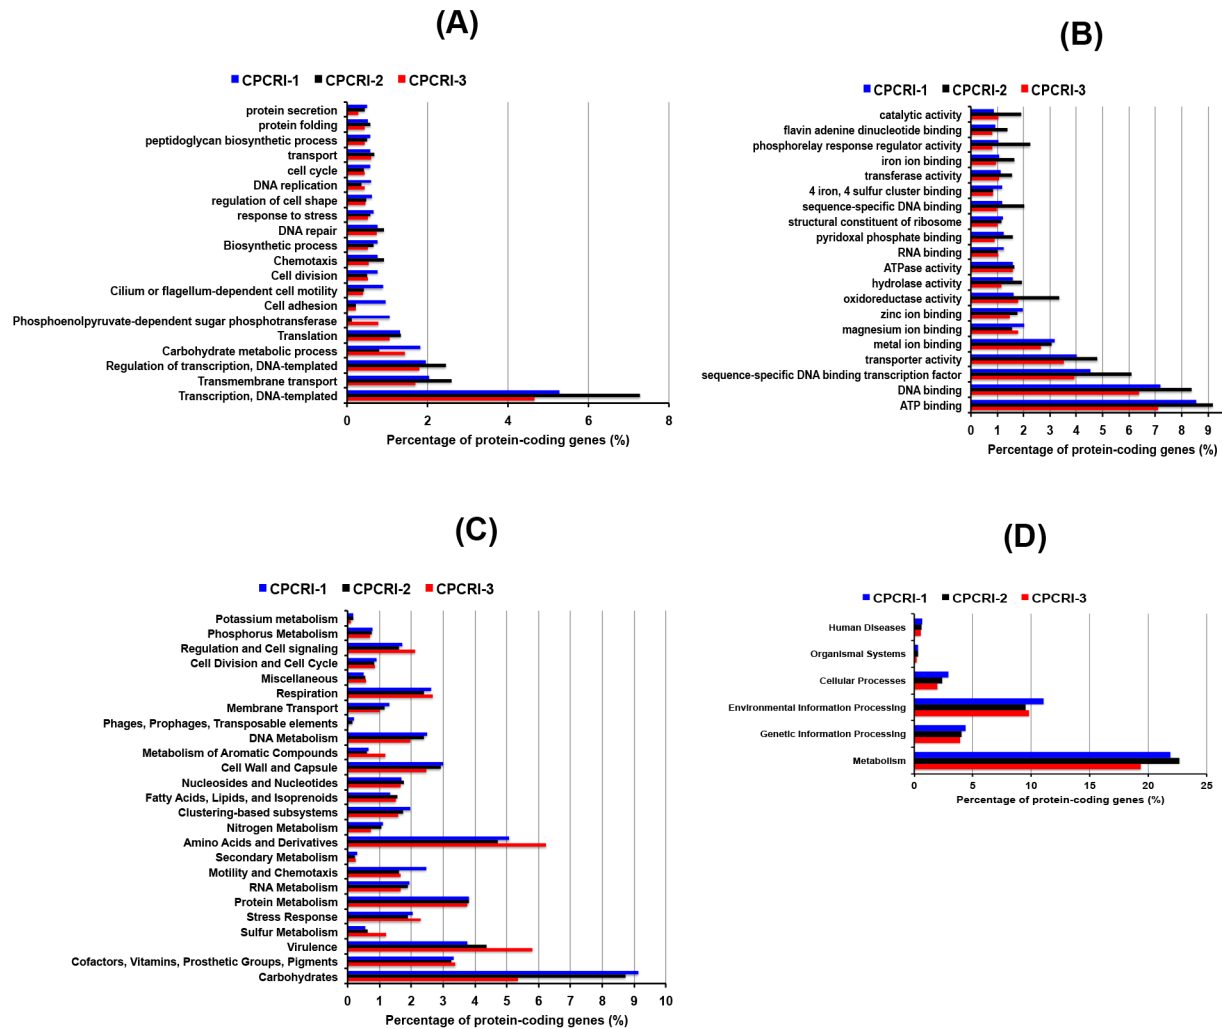 (A)
CPCRI-1 CPCRI-2 CPCRI-3
protein secretion
protein folding
peptidoglycan biosynthetic process
transport
cell cycle
DNA replication
regulation of cell shape
response to stress
DNA repair
Biosynthetic process
Chemotaxis
Cell division
Cilium or flagellum-dependent cell motility
Cell adhesion
Phosphoenolpyruvate-dependent sugar phosphotransferase
Translation
Carbohydrate metabolic process
Regulation of transcription, DNA-templated
Transmembrane transport
Transcription, DNA-templated
0 2 4 6 8
Percentage of protein-coding genes (%)
(B)
CPCRI-1 CPCRI-2 CPCRI-3
catalytic activity
flavin adenine dinucleotide binding
phosphorelay response regulator activity
iron ion binding
transferase activity
4 iron, 4 sulfur cluster binding
sequence-specific DNA binding
structural constituent of ribosome
pyridoxal phosphate binding
RNA binding
ATPase activity
hydrolase activity
oxidoreductase activity
zinc ion binding
magnesium ion binding
metal ion binding
transporter activity
sequence-specific DNA binding transcription factor
DNA binding
ATP binding
0 1 2 3 4 5 6 7 8 9
Percentage of protein-coding genes (%)
(C)
CPCRI-1 CPCRI-2 CPCRI-3
Potassium metabolism
Phosphorus Metabolism
Regulation and Cell signaling
Cell Division and Cell Cycle
Miscellaneous
Respiration
Membrane Transport
Phages, Prophages, Transposable elements
DNA Metabolism
Metabolism of Aromatic Compounds
Cell Wall and Capsule
Nucleosides and Nucleotides
Fatty Acids, Lipids, and Isoprenoids
Clustering-based subsystems
Nitrogen Metabolism
Amino Acids and Derivatives
Secondary Metabolism
Motility and Chemotaxis
RNA Metabolism
Protein Metabolism
Stress Response
Sulfur Metabolism
Virulence
Cofactors, Vitamins, Prosthetic Groups, Pigments
Carbohydrates
0 1 2 3 4 5 6 7 8 9 10
Percentage of protein-coding genes (%)
(D)
CPCRI-1 CPCRI-2 CPCRI-3
Human Diseases
Organismal Systems
Cellular Processes
Environmental Information Processing
Genetic Information Processing
Metabolism
0 5 10 15 20 25
Percentage of protein-coding genes (%)